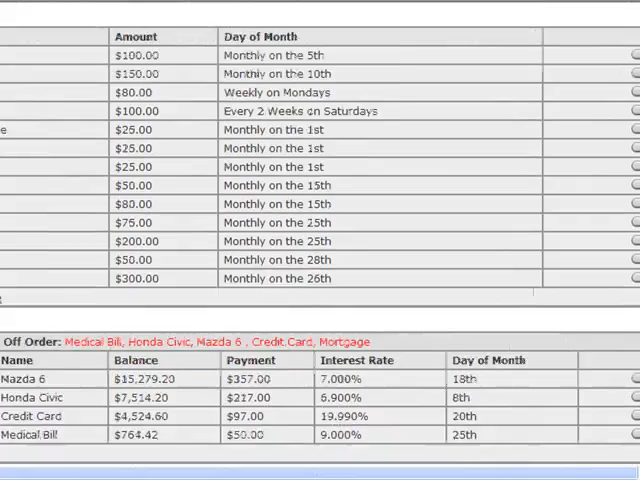 Amount Day of Month
$100.00 Monthly on the 5th
$150.00 Monthly on the 10th
$80.00 Weekly on Mondays
$100.00 Every 2 Weeks on Saturdays
e $25.00 Monthly on the 1st
$25.00 Monthly on the 1st
$25.00 Monthly on the 1st
$50.00 Monthly on the 15th
$80.00 Monthly on the 15th
$75.00 Monthly on the 25th
$200.00 Monthly on the 25th
$50.00 Monthly on the 28th
$300.00 Monthly on the 26th
Off Order: Medical Bill, Honda Civic, Mazda 6 , Credit Card, Mortgage
Name Balance Payment Interest Rate Day of Month
Mazda 6 $15,279.20 $357.00 7.000% 18th
Honda Civic $7,514.20 $217.00 6.900% 8th
Credit Card $4,524.60 $97.00 19.990% 20th
Medical Bill $764.42 $50.00 9.000% 25th